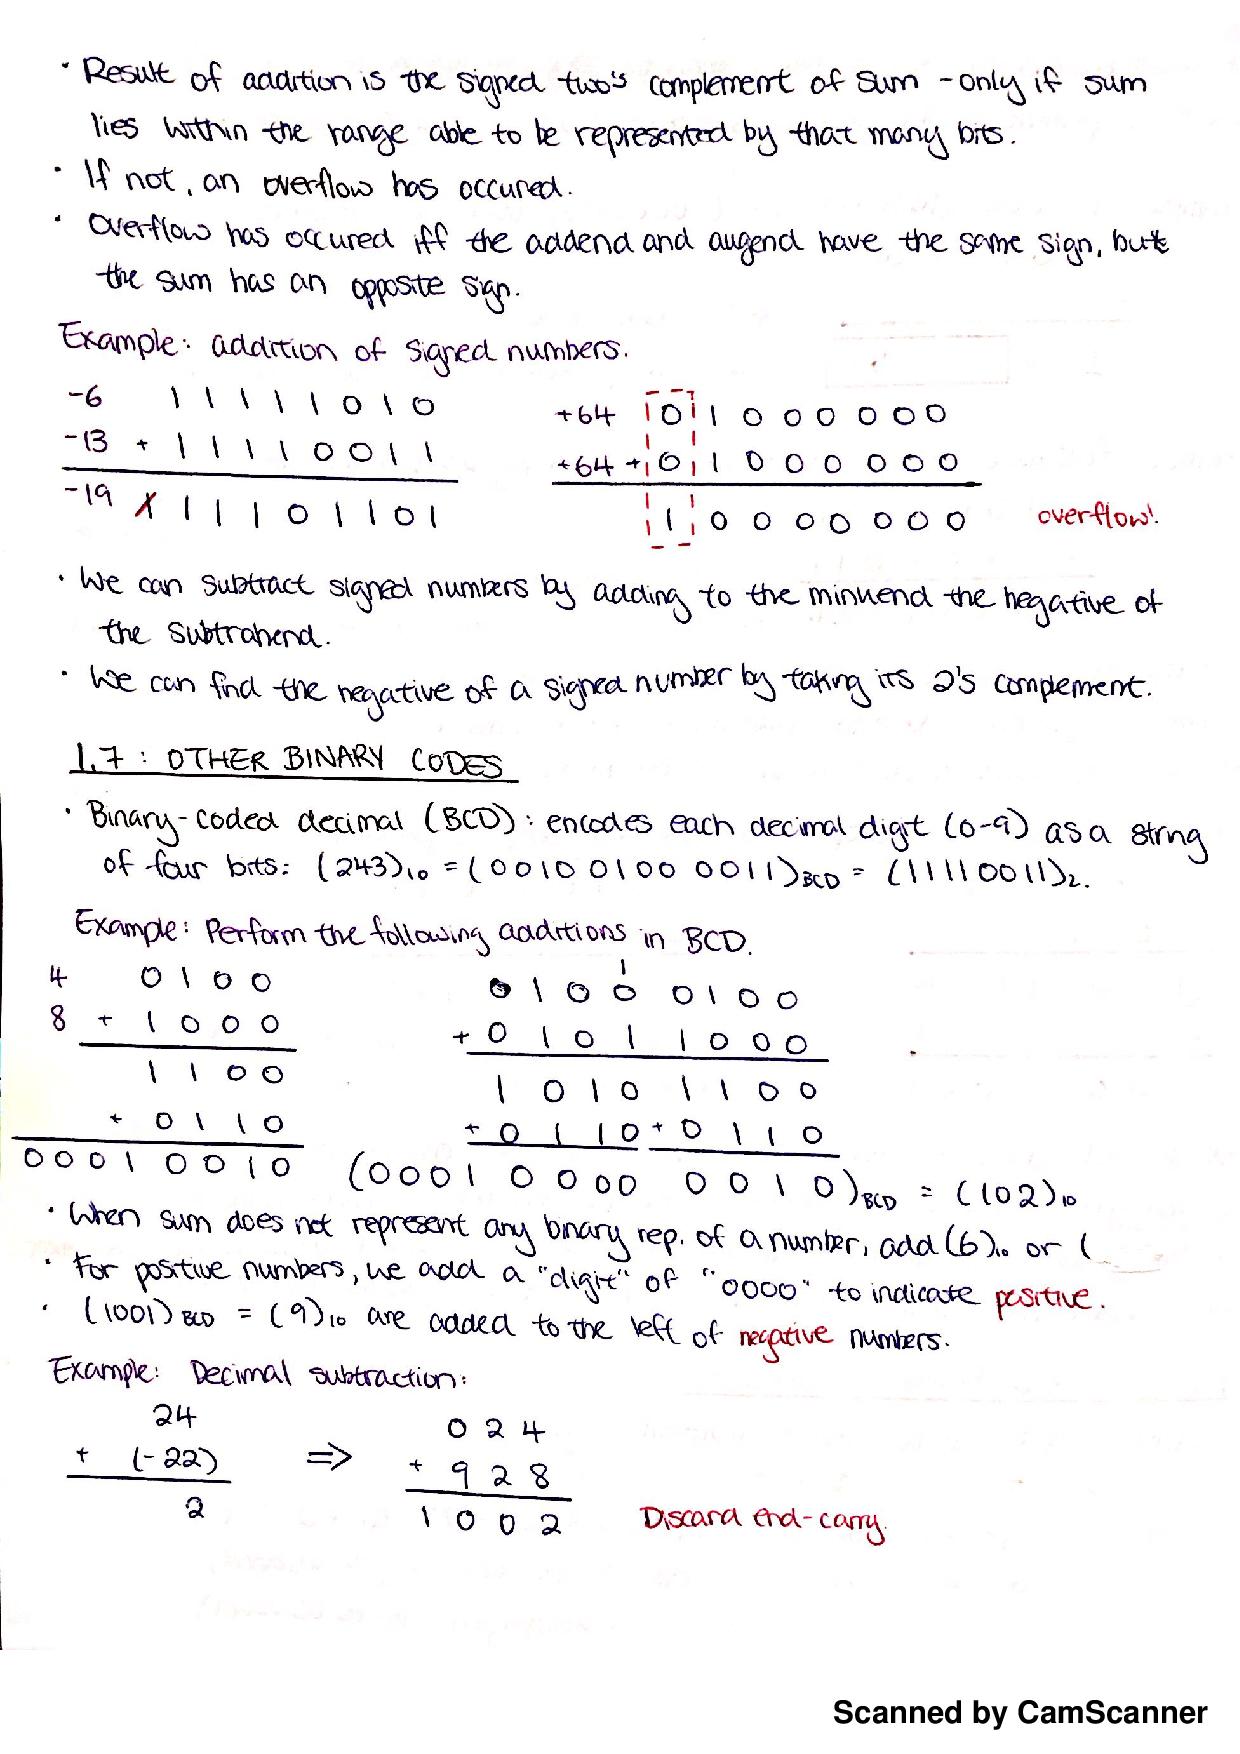 · Result of addition is the signed two's complement of sum - only if sum
lies within the range able to be represented by that many bits.
· If not, an overflow has occured.
· Overflow has occured iff the addend and augend have the same sign, but
the sum has an opposite sign.
Example: addition of signed numbers.
-6 1 1 1 1 1 0 1 0
-13 + 1 1 1 1 0 0 1 1
-19 1 1 1 1 0 1 1 0 1
+64 0 1 0 0 0 0 0 0
+64 + 0 1 0 0 0 0 0 0
1 0 0 0 0 0 0 0 overflow!
· We can subtract signed numbers by adding to the minuend the negative of
the subtrahend.
· We can find the negative of a signed number by taking its 2's complement.
1.7 : OTHER BINARY CODES
· Binary-coded decimal (BCD): encodes each decimal digit (0-9) as a string
of four bits: (243)10 = (0010 0100 0011)BCD = (11110011)2.
Example: Perform the following additions in BCD.
4 0 1 0 0
8 + 1 0 0 0
1 1 0 0
+ 0 1 1 0
0 0 0 1 0 0 1 0
1
0 1 0 0 0 1 0 0
+ 0 1 0 1 1 0 0 0
1 0 1 0 1 1 0 0
+ 0 1 1 0 + 0 1 1 0
(0 0 0 1 0 0 0 0 0 0 1 0)BCD = (102)10
· When sum does not represent any binary rep. of a number, add (6)10 or (
· For positive numbers, we add a "digit" of "0000" to indicate positive.
· (1001)BCD = (9)10 are added to the left of negative numbers.
Example: Decimal subtraction:
24
+ (-22)
2
⇒
0 2 4
+ 9 2 8
1 0 0 2 Discard end-carry.
Scanned by CamScanner